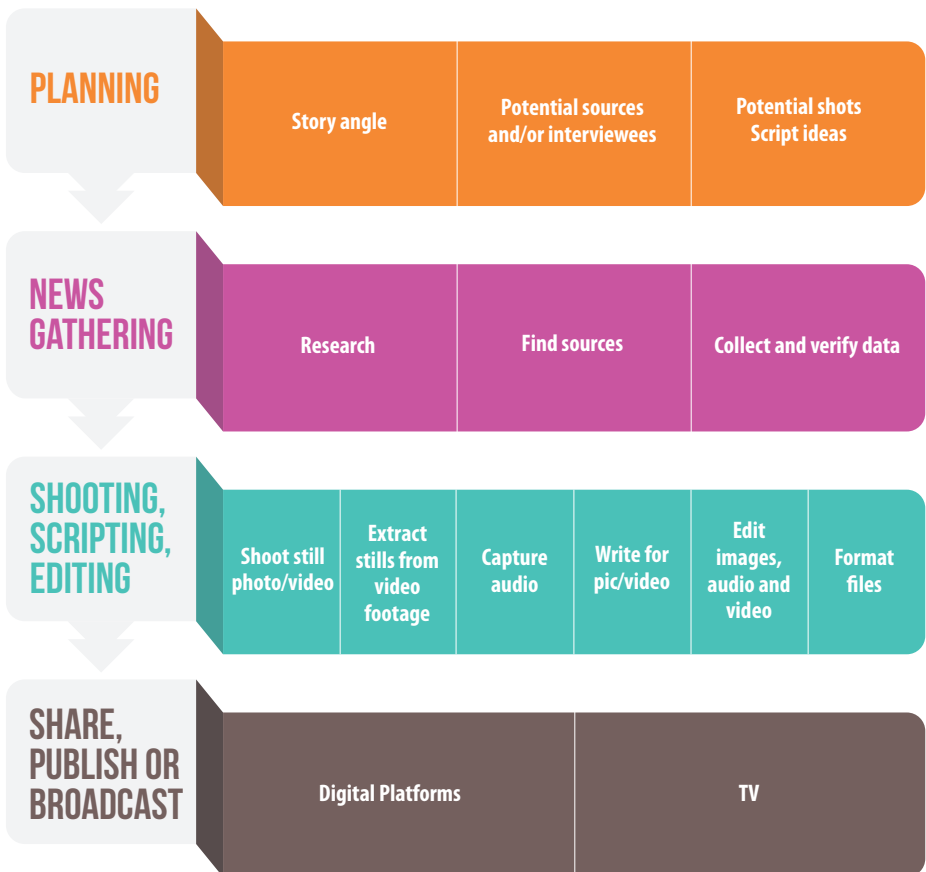 PLANNING
Story angle
Potential sources
and/or interviewees
Potential shots
Script ideas
NEWS
GATHERING
Research
Find sources
Collect and verify data
SHOOTING,
SCRIPTING,
EDITING
Shoot still
photo/video
Extract
stills from
video
footage
Capture
audio
Write for
pic/video
Edit
images,
audio and
video
Format
files
SHARE,
PUBLISH OR
BROADCAST
Digital Platforms
TV